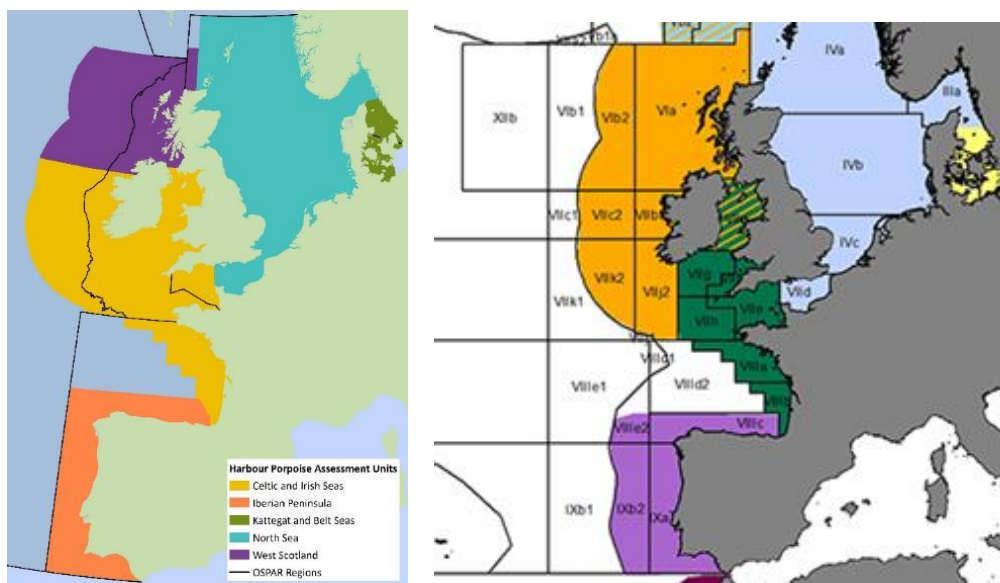 Harbour Porpoise Assessment Units
Celtic and Irish Seas
Iberian Peninsula
Kattegat and Belt Seas
North Sea
West Scotland
OSPAR Regions
IVa
XIIb
VIb1
VIb2
VIa
IIIa
IVb
VIIc1
VIIc2
VIIb
IVc
VIIg
VIIk1
VIIk2
VIIj2
VIIe
VIId
VIIh
VIIIe1
VIIId2
VIIIa
VIIIb
VIIIe2
VIIIc
IXb1
IXb2
IXa